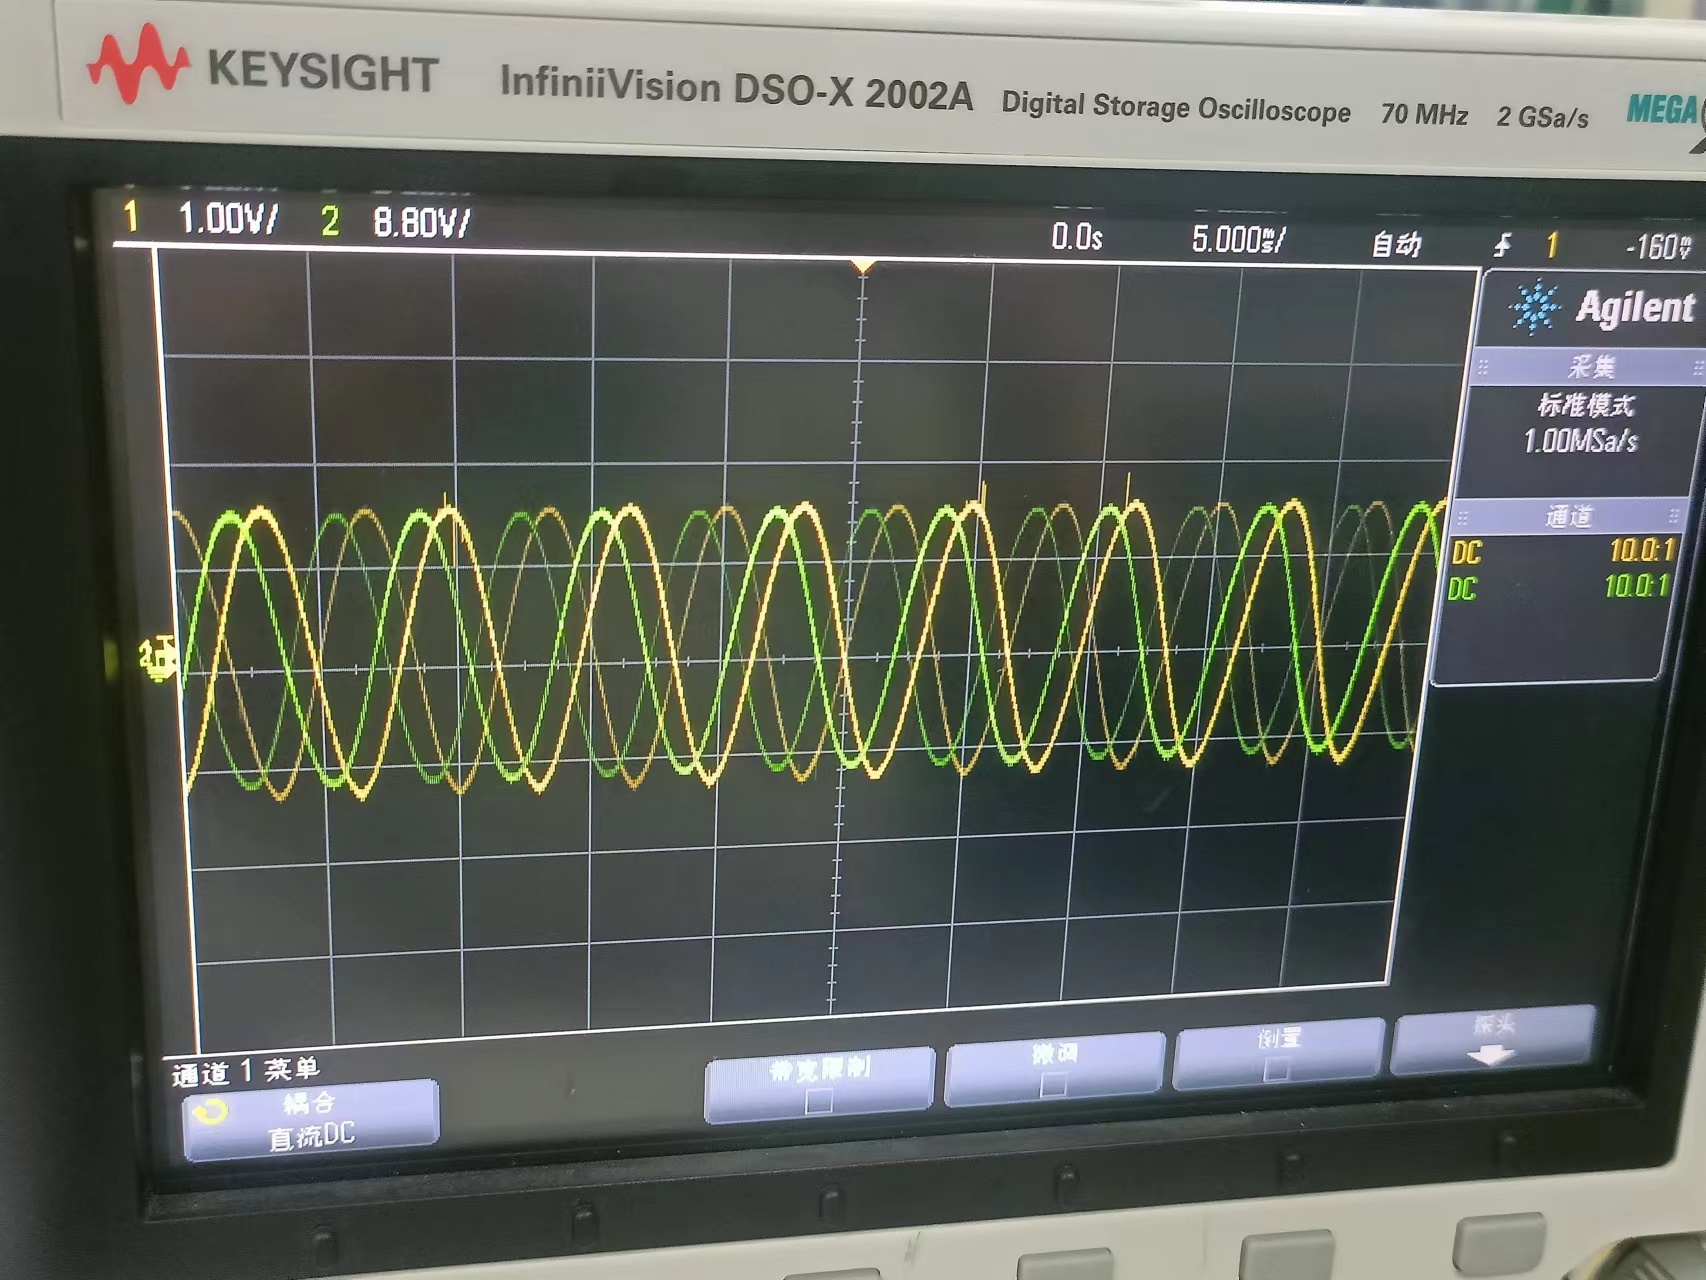 KEYSIGHT InfiniiVision DSO-X 2002A Digital Storage Oscilloscope 70 MHz 2 GSa/s MEGA
1 1.00V/ 2 8.80V/ 0.0s 5.000ms/ 自动 1 -160mV
Agilent
采集
标准模式
1.00MSa/s
通道
DC 10.0:1
DC 10.0:1
通道 1 菜单
耦合
直流DC
带宽限制
微调
倒置
探头